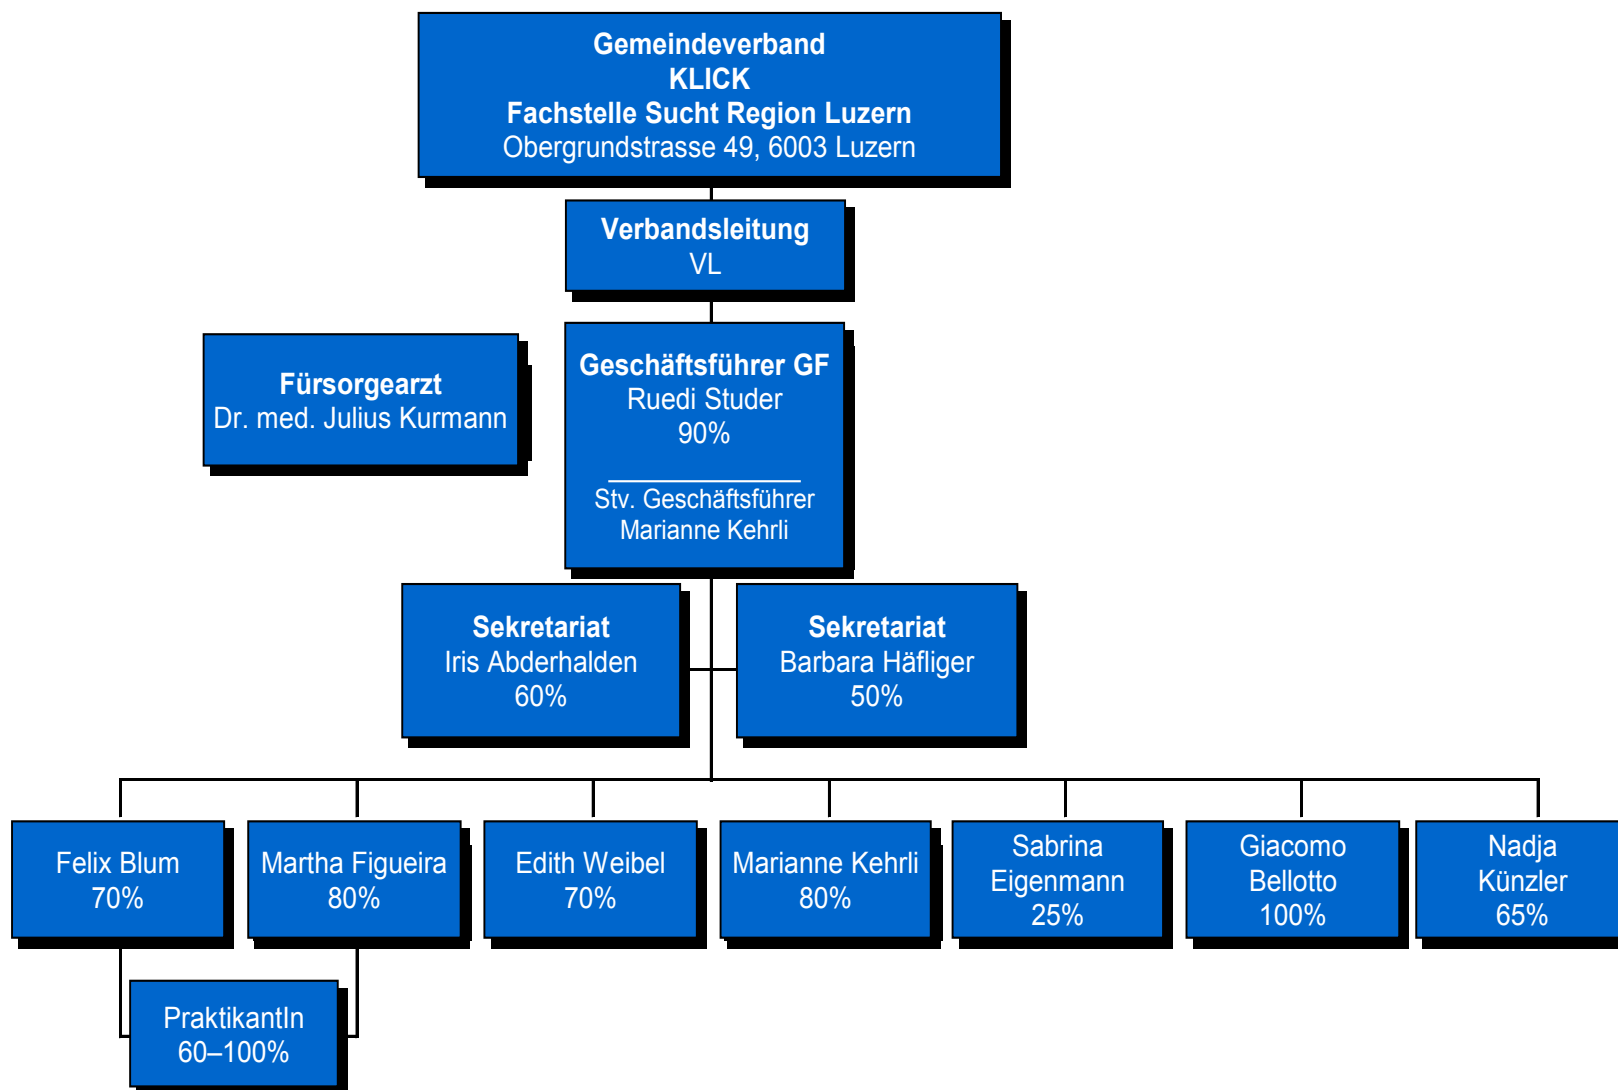 Gemeindeverband
KLICK
Fachstelle Sucht Region Luzern
Obergrundstrasse 49, 6003 Luzern
Verbandsleitung
VL
Fürsorgearzt
Dr. med. Julius Kurmann
Geschäftsführer GF
Ruedi Studer
90%
Stv. Geschäftsführer
Marianne Kehrli
Sekretariat
Iris Abderhalden
60%
Sekretariat
Barbara Häfliger
50%
Felix Blum
70%
Martha Figueira
80%
Edith Weibel
70%
Marianne Kehrli
80%
Sabrina
Eigenmann
25%
Giacomo
Bellotto
100%
Nadja
Künzler
65%
PraktikantIn
60–100%